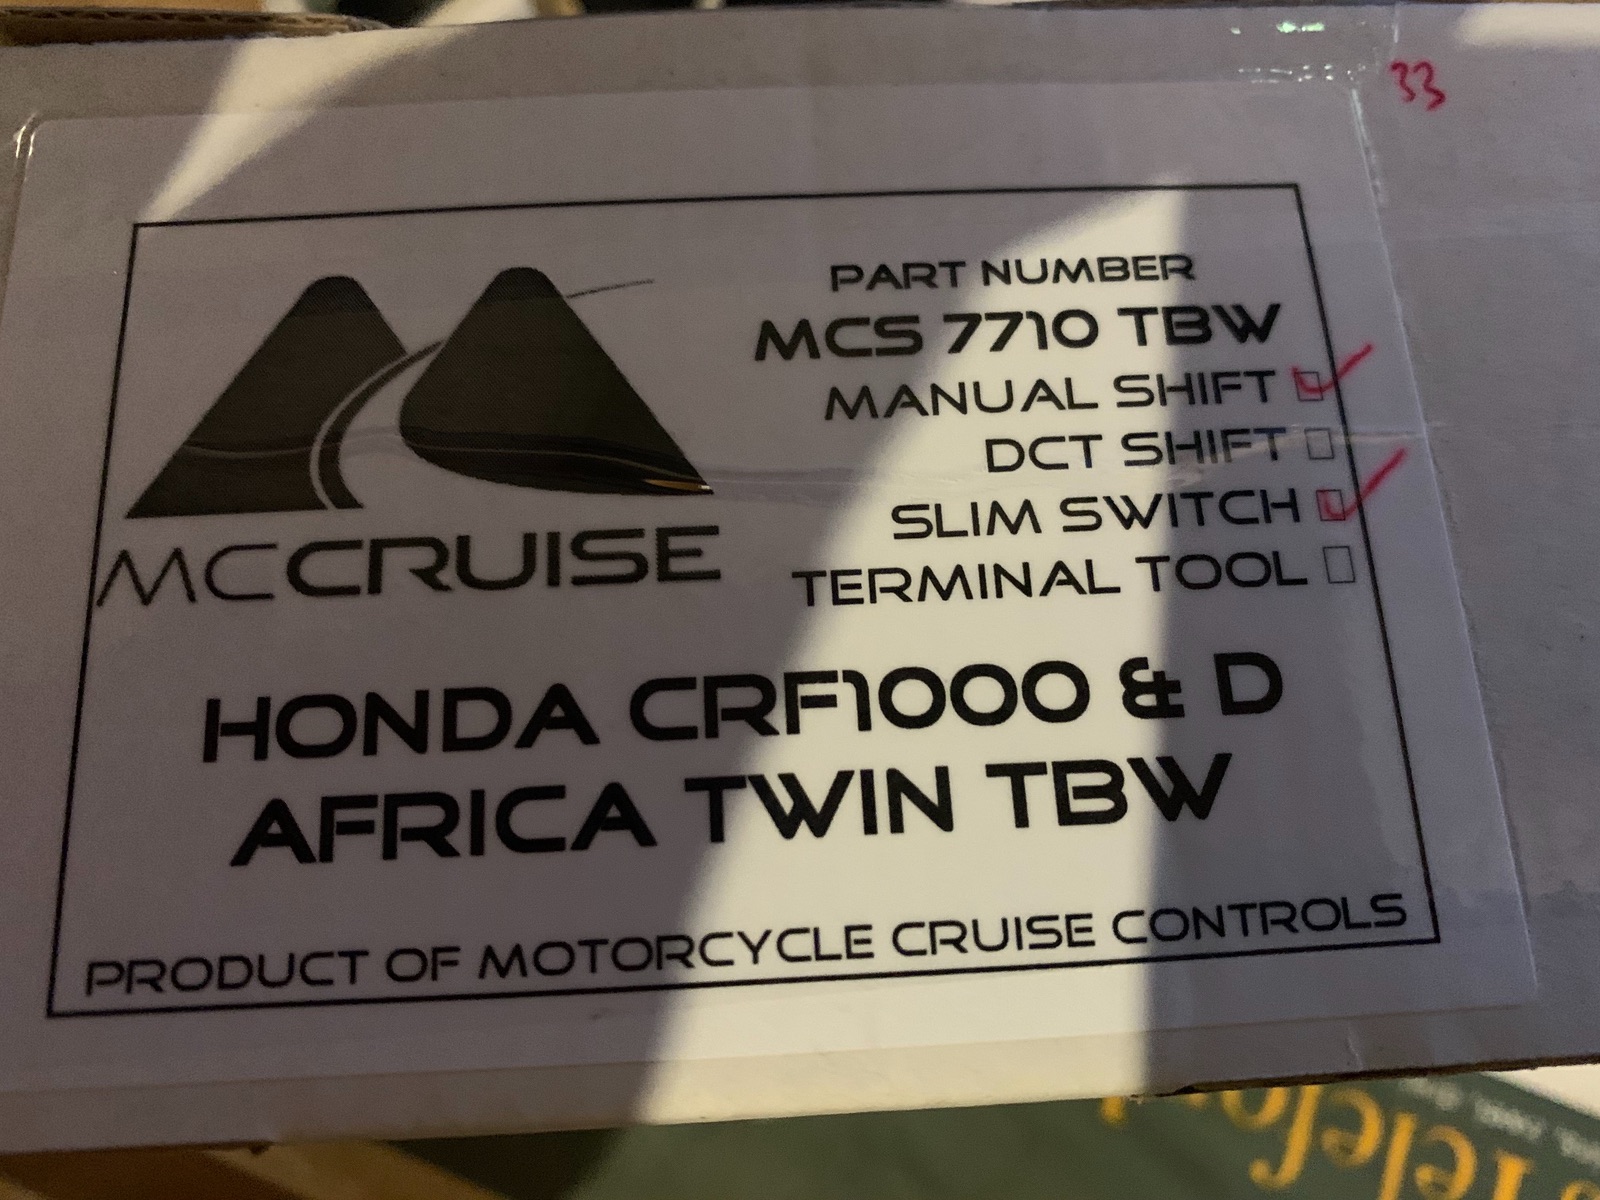 33
PART NUMBER
MCS 7710 TBW
MANUAL SHIFT
DCT SHIFT
SLIM SWITCH
TERMINAL TOOL
MCCRUISE
HONDA CRF1000 & D
AFRICA TWIN TBW
PRODUCT OF MOTORCYCLE CRUISE CONTROLS